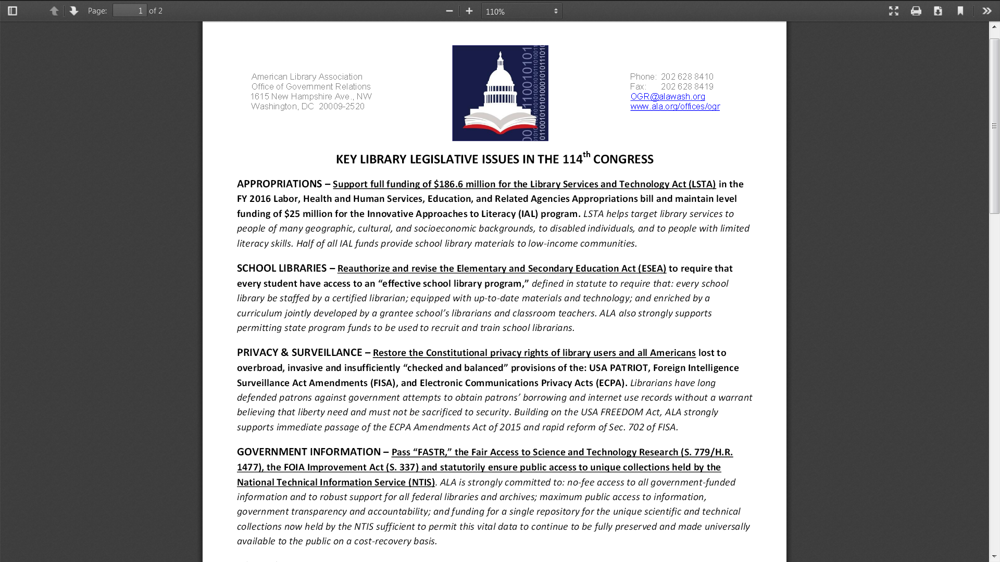 Page: 1 of 2
110%
American Library Association
Office of Government Relations
1615 New Hampshire Ave., NW
Washington, DC 20009-2520
Phone: 202 628 8410
Fax: 202 628 8419
OGR@alawash.org
www.ala.org/offices/ogr
KEY LIBRARY LEGISLATIVE ISSUES IN THE 114th CONGRESS
APPROPRIATIONS – Support full funding of $186.6 million for the Library Services and Technology Act (LSTA) in the
FY 2016 Labor, Health and Human Services, Education, and Related Agencies Appropriations bill and maintain level
funding of $25 million for the Innovative Approaches to Literacy (IAL) program. LSTA helps target library services to
people of many geographic, cultural, and socioeconomic backgrounds, to disabled individuals, and to people with limited
literacy skills. Half of all IAL funds provide school library materials to low-income communities.
SCHOOL LIBRARIES – Reauthorize and revise the Elementary and Secondary Education Act (ESEA) to require that
every student have access to an “effective school library program,” defined in statute to require that: every school
library be staffed by a certified librarian; equipped with up-to-date materials and technology; and enriched by a
curriculum jointly developed by a grantee school’s librarians and classroom teachers. ALA also strongly supports
permitting state program funds to be used to recruit and train school librarians.
PRIVACY & SURVEILLANCE – Restore the Constitutional privacy rights of library users and all Americans lost to
overbroad, invasive and insufficiently “checked and balanced” provisions of the: USA PATRIOT, Foreign Intelligence
Surveillance Act Amendments (FISA), and Electronic Communications Privacy Acts (ECPA). Librarians have long
defended patrons against government attempts to obtain patrons’ borrowing and internet use records without a warrant
believing that liberty need and must not be sacrificed to security. Building on the USA FREEDOM Act, ALA strongly
supports immediate passage of the ECPA Amendments Act of 2015 and rapid reform of Sec. 702 of FISA.
GOVERNMENT INFORMATION – Pass “FASTR,” the Fair Access to Science and Technology Research (S. 779/H.R.
1477), the FOIA Improvement Act (S. 337) and statutorily ensure public access to unique collections held by the
National Technical Information Service (NTIS). ALA is strongly committed to: no-fee access to all government-funded
information and to robust support for all federal libraries and archives; maximum public access to information,
government transparency and accountability; and funding for a single repository for the unique scientific and technical
collections now held by the NTIS sufficient to permit this vital data to continue to be fully preserved and made universally
available to the public on a cost-recovery basis.